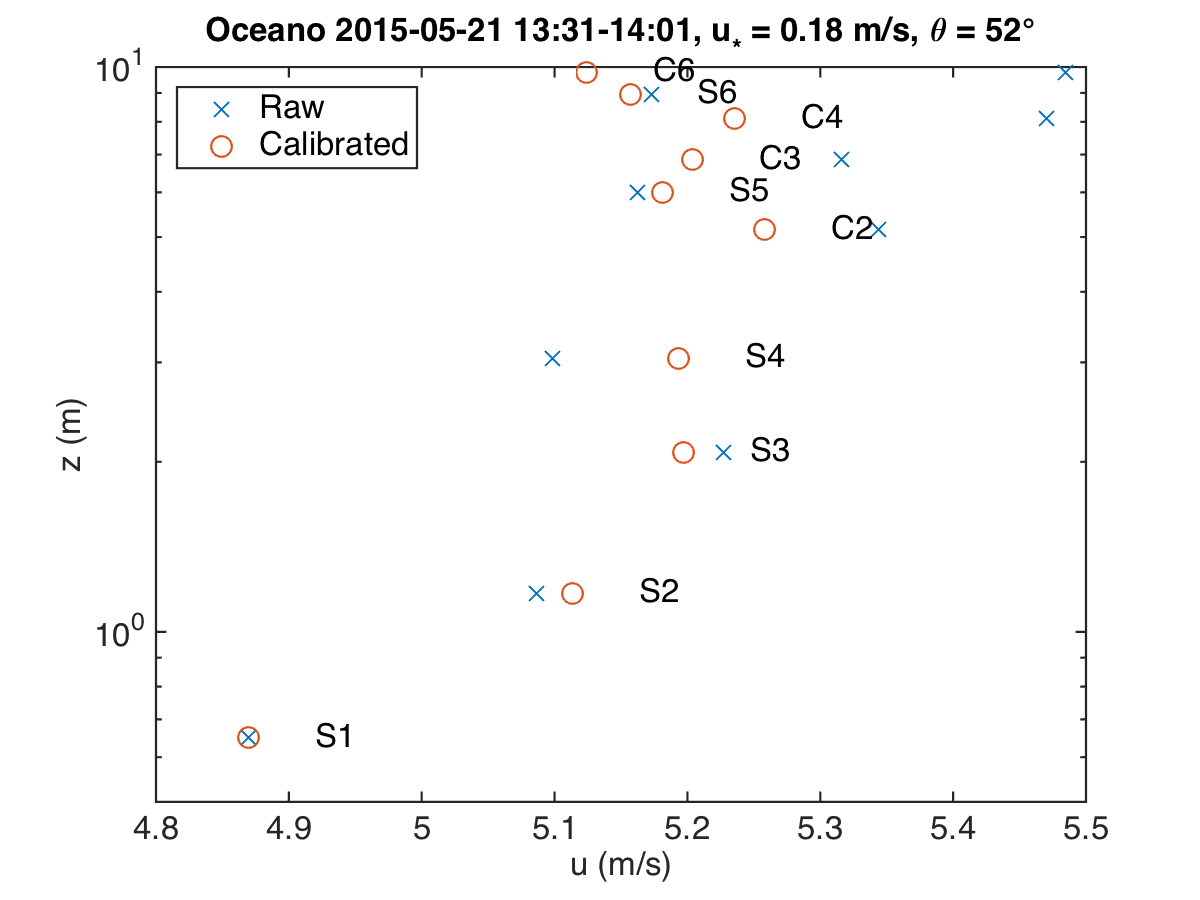 Oceano 2015-05-21 13:31-14:01, u* = 0.18 m/s, θ = 52°
10¹
Raw
Calibrated
C6
S6
C4
C3
S5
C2
S4
S3
S2
10⁰
S1
z (m)
4.8 4.9 5 5.1 5.2 5.3 5.4 5.5
u (m/s)